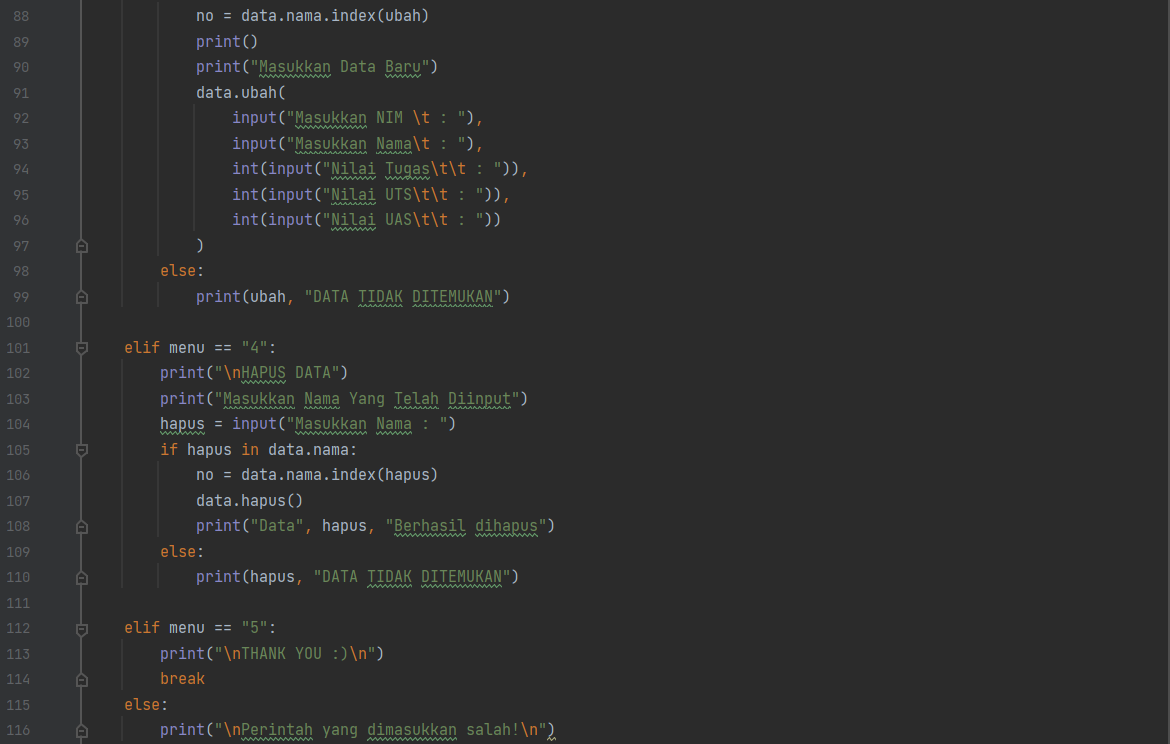 88 no = data.nama.index(ubah)
89 print()
90 print("Masukkan Data Baru")
91 data.ubah(
92 input("Masukkan NIM \t : "),
93 input("Masukkan Nama\t : "),
94 int(input("Nilai Tugas\t\t : ")),
95 int(input("Nilai UTS\t\t : ")),
96 int(input("Nilai UAS\t\t : "))
97 )
98 else:
99 print(ubah, "DATA TIDAK DITEMUKAN")
100
101 elif menu == "4":
102 print("\nHAPUS DATA")
103 print("Masukkan Nama Yang Telah Diinput")
104 hapus = input("Masukkan Nama : ")
105 if hapus in data.nama:
106 no = data.nama.index(hapus)
107 data.hapus()
108 print("Data", hapus, "Berhasil dihapus")
109 else:
110 print(hapus, "DATA TIDAK DITEMUKAN")
111
112 elif menu == "5":
113 print("\nTHANK YOU :)\n")
114 break
115 else:
116 print("\nPerintah yang dimasukkan salah!\n")